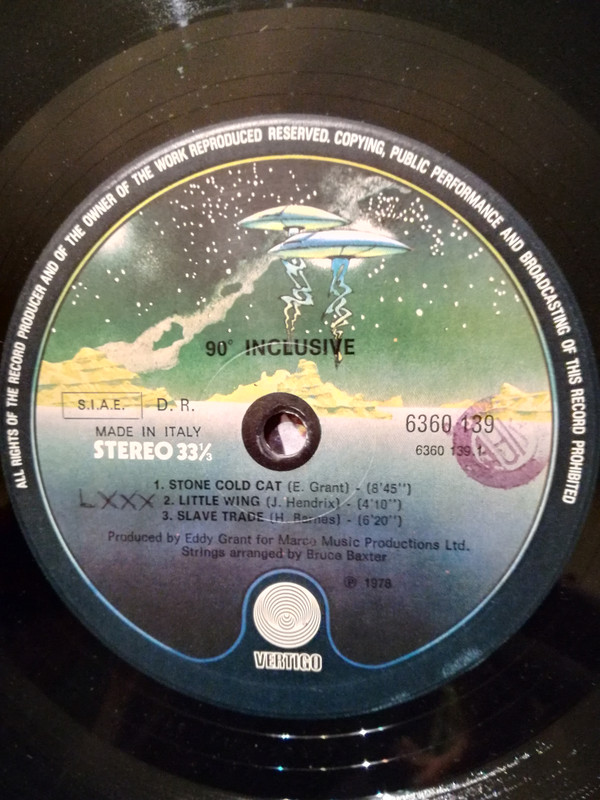 ALL RIGHTS OF THE RECORD PRODUCER AND OF THE OWNER OF THE WORK REPRODUCED RESERVED. COPYING, PUBLIC PERFORMANCE AND BROADCASTING OF THIS RECORD PROHIBITED
90° INCLUSIVE
S.I.A.E. D. R.
6360 139
MADE IN ITALY
6360 139.1
STEREO 33⅓
1. STONE COLD CAT (E. Grant) - (8'45'')
LXXX
2. LITTLE WING (J. Hendrix) - (4'10'')
3. SLAVE TRADE (H. Barnes) - (6'20'')
Produced by Eddy Grant for Marco Music Productions Ltd.
Strings arranged by Bruce Baxter
℗ 1978
VERTIGO